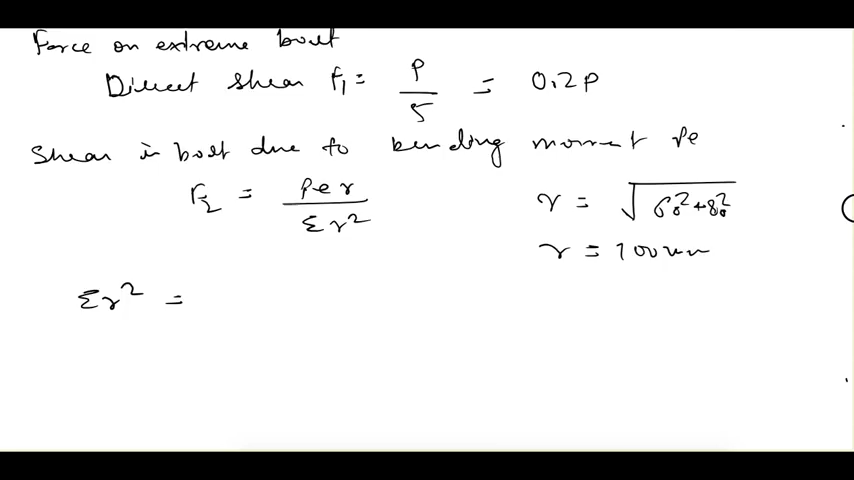 Force on extreme bolt
Direct shear F₁ = P/5 = 0.2P
Shear in bolt due to bending moment Pe
F₂ = Per/Σr² r = √60²+80²
r = 100mm
Σr² =